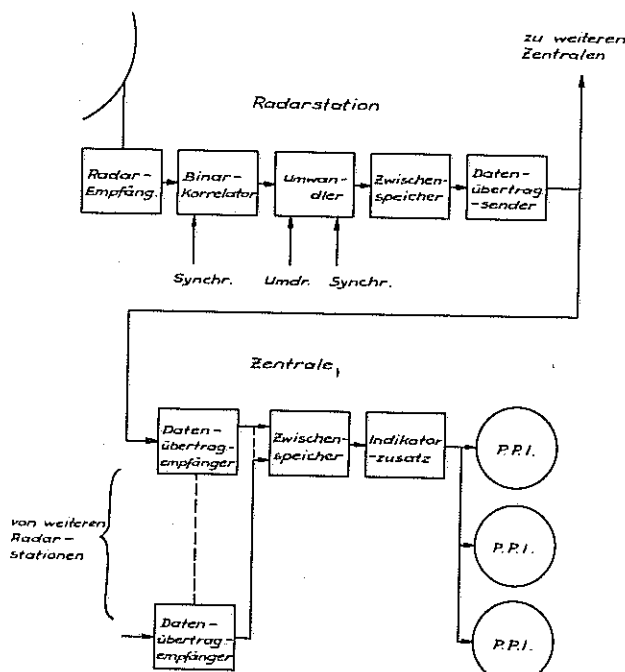 zu weiteren
Zentralen
Radarstation
Radar-
Empfäng.
Binar-
Korrelator
Umwan-
dler
Zwischen-
speicher
Daten-
übertrag.
-sender
Synchr.
Umdr.
Synchr.
Zentrale,
Daten-
übertrag.-
empfänger
Zwischen-
speicher
Indikator
-zusatz
P.P.I.
von weiteren
Radar-
stationen
P.P.I.
Daten-
übertrag.-
empfänger
P.P.I.